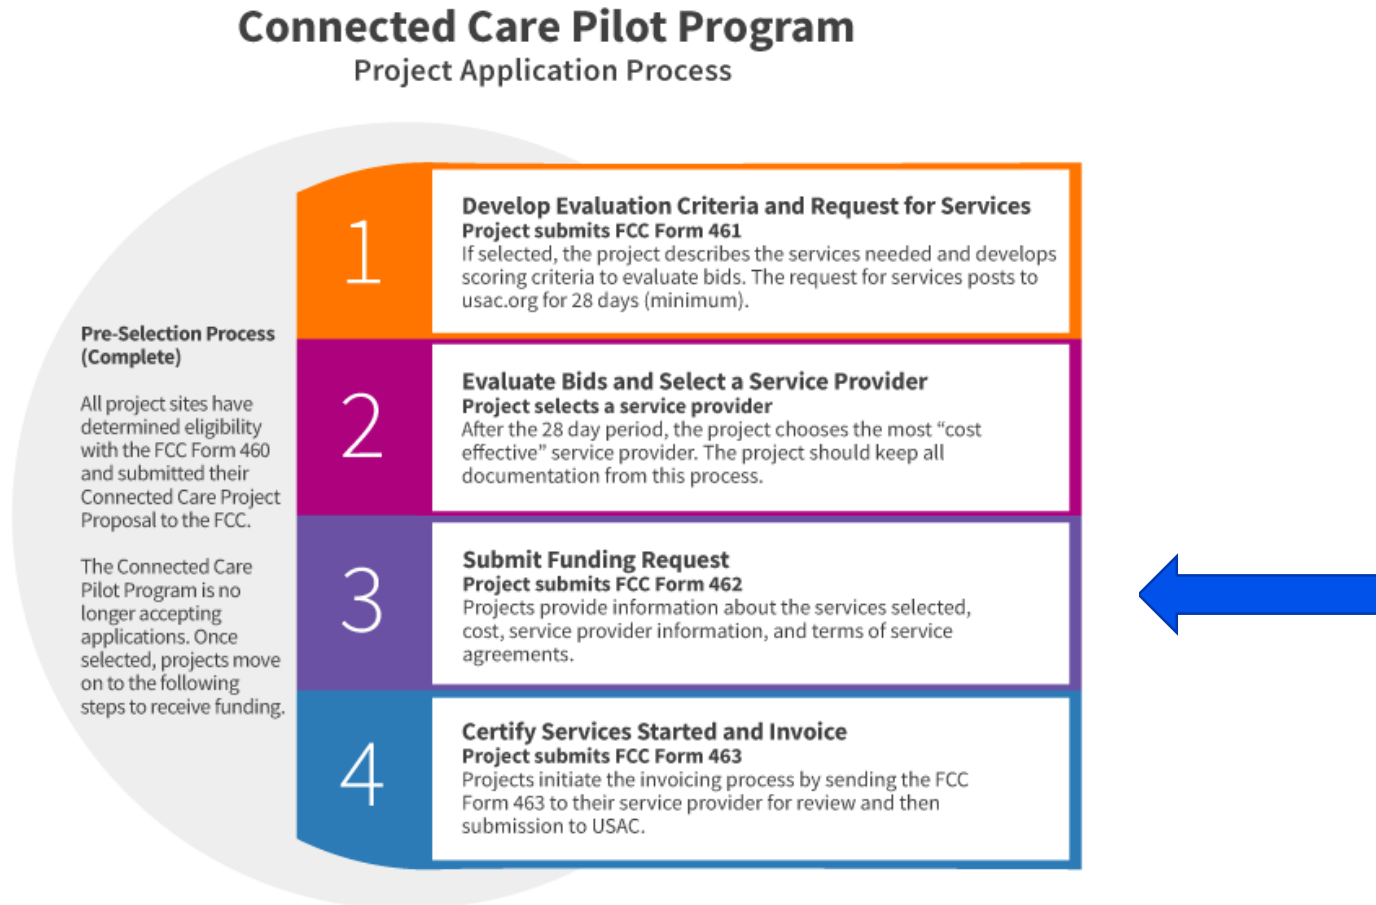 Connected Care Pilot Program
Project Application Process
Pre-Selection Process
(Complete)
All project sites have
determined eligibility
with the FCC Form 460
and submitted their
Connected Care Project
Proposal to the FCC.
The Connected Care
Pilot Program is no
longer accepting
applications. Once
selected, projects move
on to the following
steps to receive funding.
1
Develop Evaluation Criteria and Request for Services
Project submits FCC Form 461
If selected, the project describes the services needed and develops
scoring criteria to evaluate bids. The request for services posts to
usac.org for 28 days (minimum).
2
Evaluate Bids and Select a Service Provider
Project selects a service provider
After the 28 day period, the project chooses the most “cost
effective” service provider. The project should keep all
documentation from this process.
3
Submit Funding Request
Project submits FCC Form 462
Projects provide information about the services selected,
cost, service provider information, and terms of service
agreements.
4
Certify Services Started and Invoice
Project submits FCC Form 463
Projects initiate the invoicing process by sending the FCC
Form 463 to their service provider for review and then
submission to USAC.